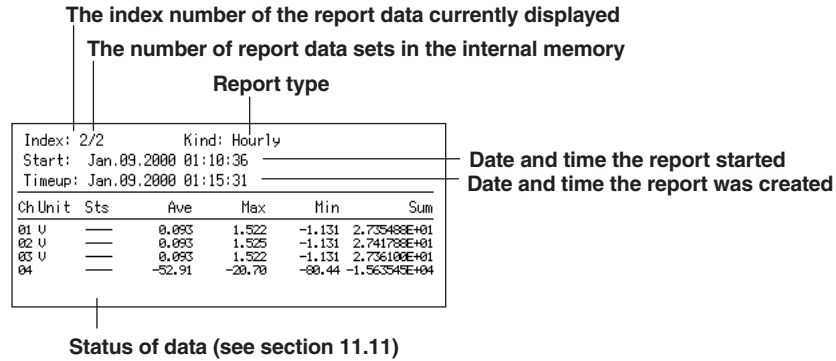 The index number of the report data currently displayed
The number of report data sets in the internal memory
Report type
Index: 2/2 Kind: Hourly
Start: Jan.09.2000 01:10:36
Date and time the report started
Timeup: Jan.09.2000 01:15:31
Date and time the report was created
Ch Unit Sts Ave Max Min Sum
01 V —— 0.093 1.522 -1.131 2.735488E+01
02 V —— 0.093 1.525 -1.131 2.741788E+01
03 V —— 0.093 1.522 -1.131 2.736100E+01
04 —— -52.91 -20.70 -80.44 -1.563545E+04
Status of data (see section 11.11)